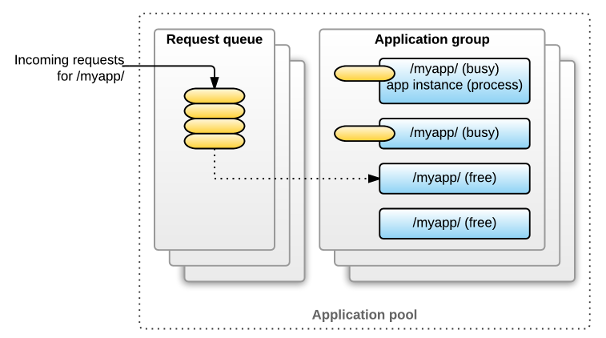 Incoming requests
for /myapp/
Request queue
Application group
/myapp/ (busy)
app instance (process)
/myapp/ (busy)
/myapp/ (free)
/myapp/ (free)
Application pool